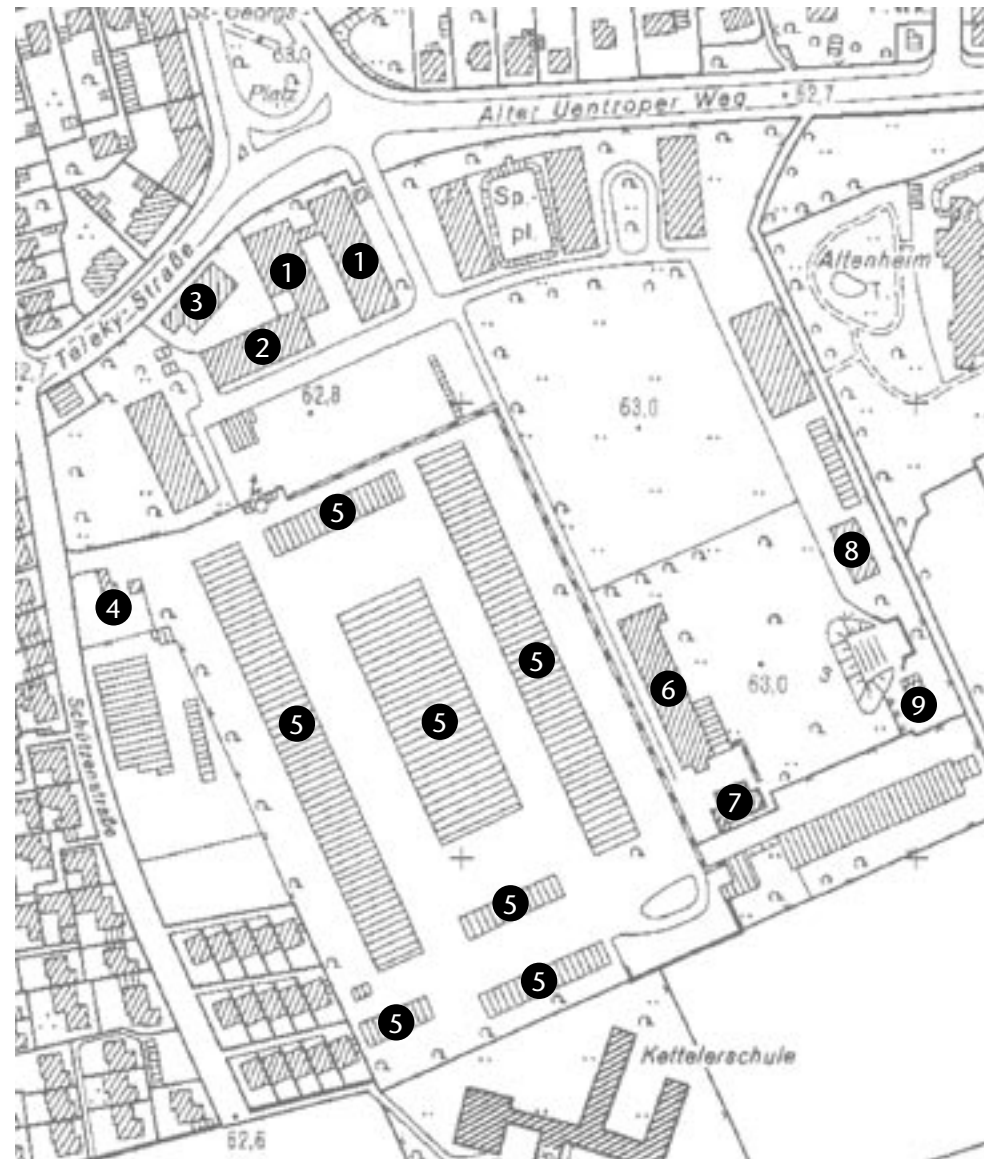 St.-Georgs-
63,0
Platz
Alter Uentroper Weg
62,7
Sp.-
pl.
Altenheim
T.
1
1
3
2
Teleky-Straße
62,8
63,0
5
8
4
5
6
63,0
3
9
5
5
7
Schützenstraße
5
5
5
Kettelerschule
62,6